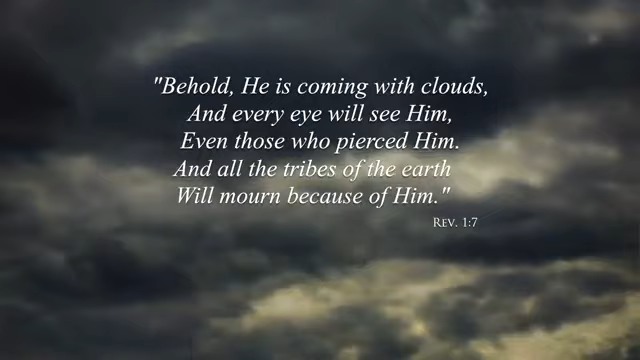 "Behold, He is coming with clouds,
And every eye will see Him,
Even those who pierced Him.
And all the tribes of the earth
Will mourn because of Him."
Rev. 1:7